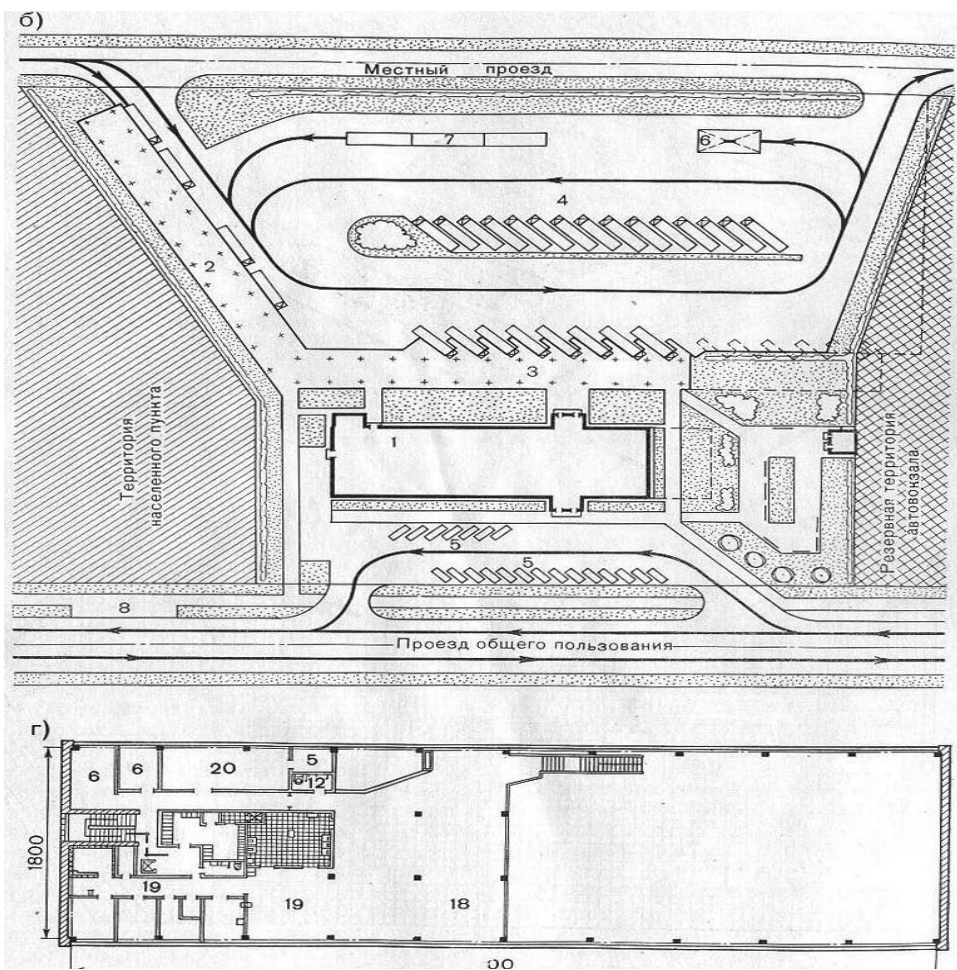 б)
Местный проезд
7
6
4
2
3
1
Территория
населенного пункта
Резервная территория
автовокзала
5
5
8
Проезд общего пользования
г)
6
6
20
5
12
1800
19
19
18